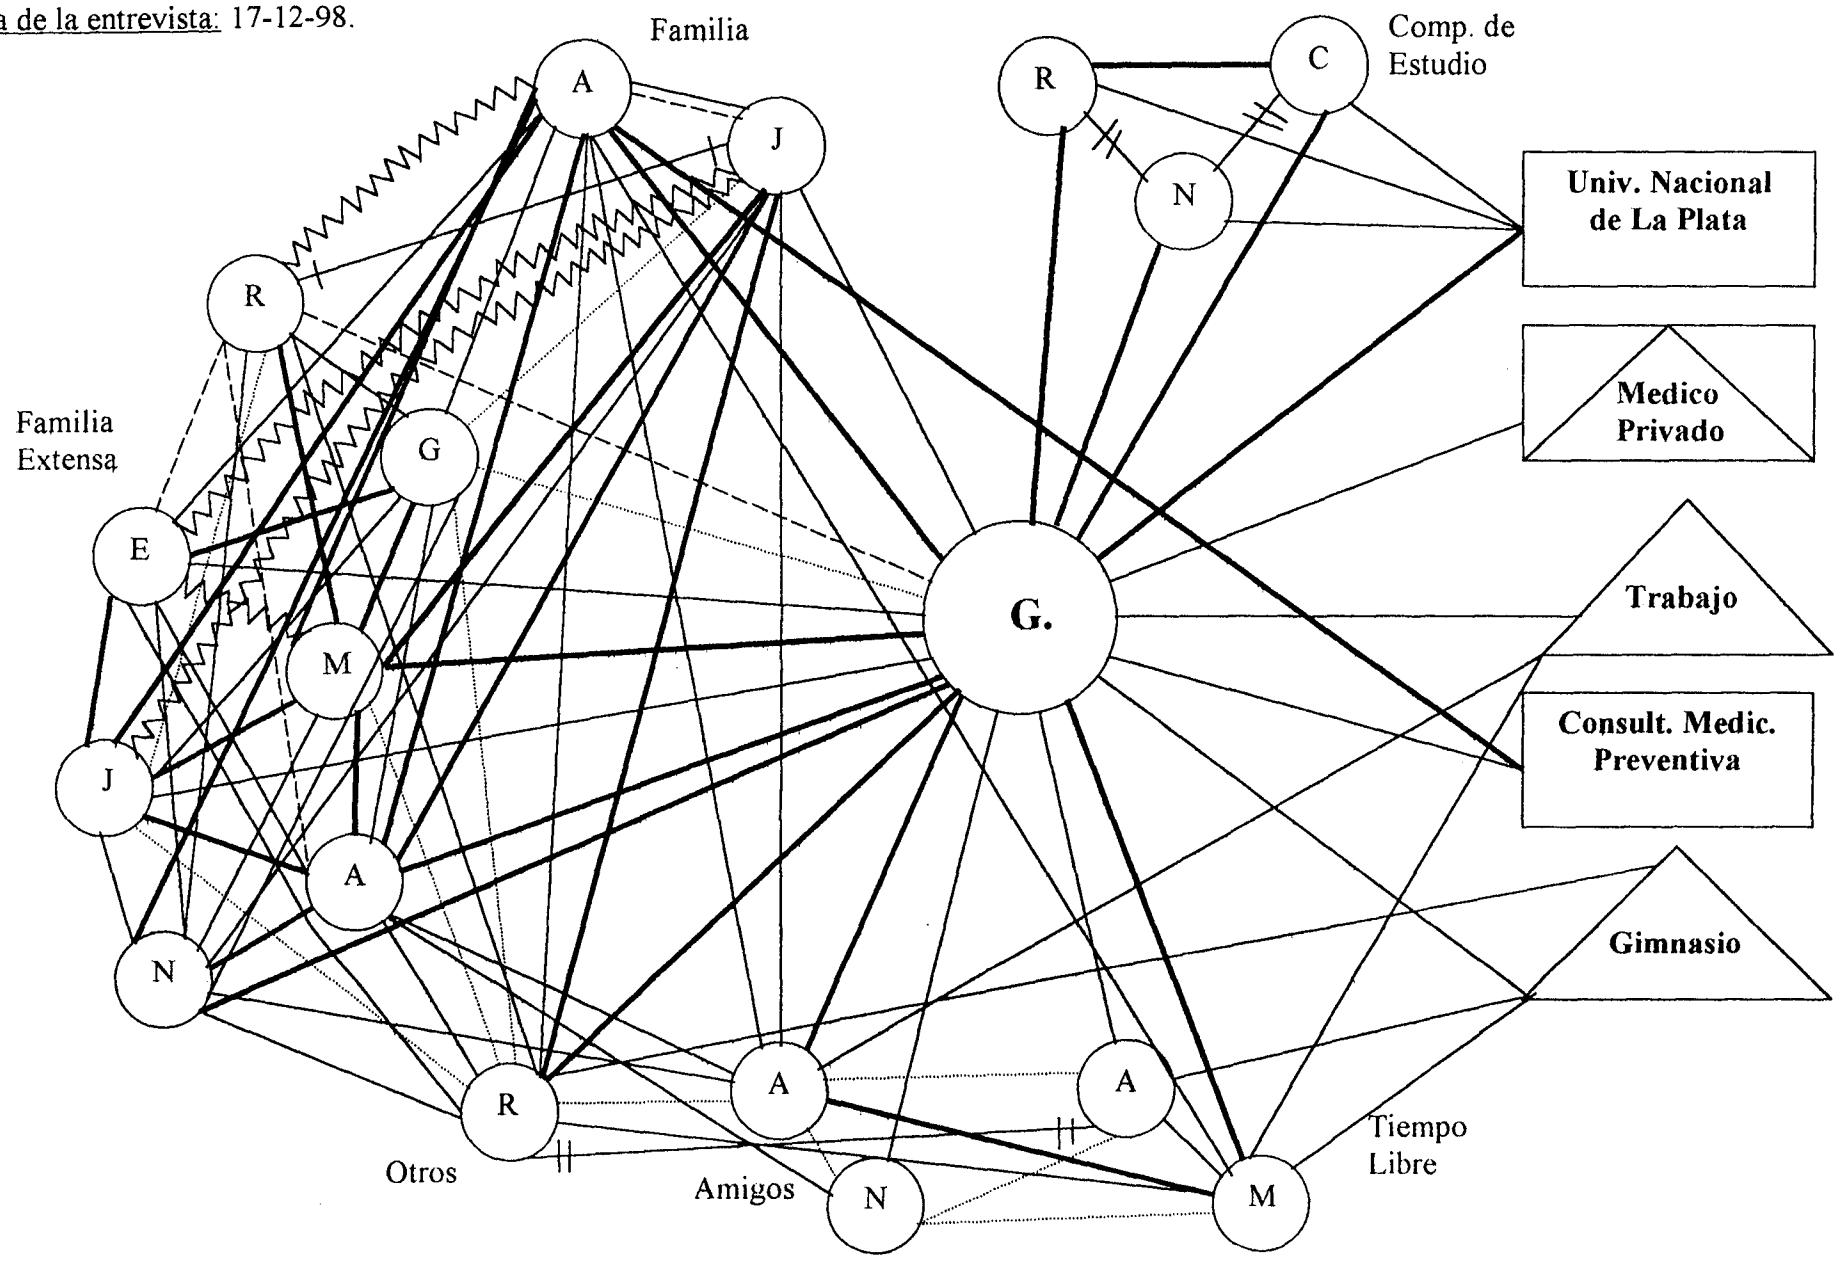 a de la entrevista: 17-12-98.
Familia
Comp. de
Estudio
A
J
R
C
N
Univ. Nacional
de La Plata
R
Medico
Privado
Familia
Extensa
G
E
G.
Trabajo
M
Consult. Medic.
Preventiva
J
A
Gimnasio
N
R
A
A
Otros
Amigos
N
Tiempo
Libre
M